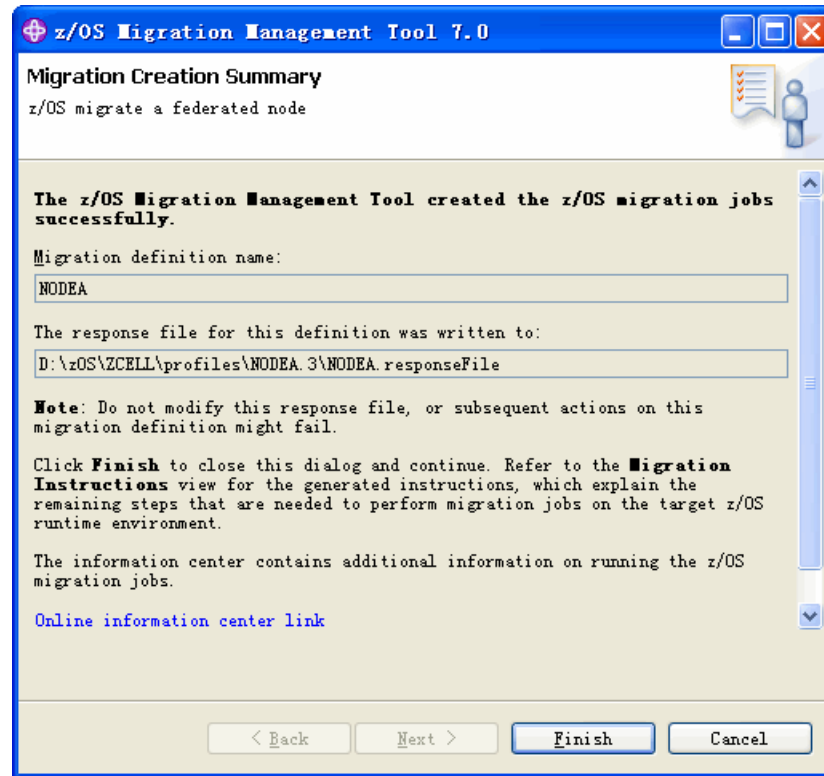 z/OS Migration Management Tool 7.0
Migration Creation Summary
z/OS migrate a federated node
The z/OS Migration Management Tool created the z/OS migration jobs
successfully.
Migration definition name:
NODEA
The response file for this definition was written to:
D:\zOS\ZCELL\profiles\NODEA.3\NODEA.responseFile
Note: Do not modify this response file, or subsequent actions on this
migration definition might fail.
Click Finish to close this dialog and continue. Refer to the Migration
Instructions view for the generated instructions, which explain the
remaining steps that are needed to perform migration jobs on the target z/OS
runtime environment.
The information center contains additional information on running the z/OS
migration jobs.
Online information center link
< Back Next > Finish Cancel